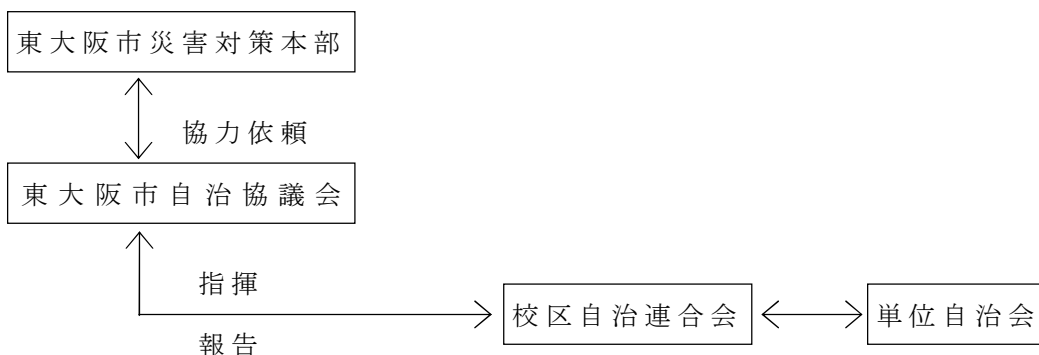 東大阪市災害対策本部
協力依頼
東大阪市自治協議会
指揮
校区自治連合会
単位自治会
報告